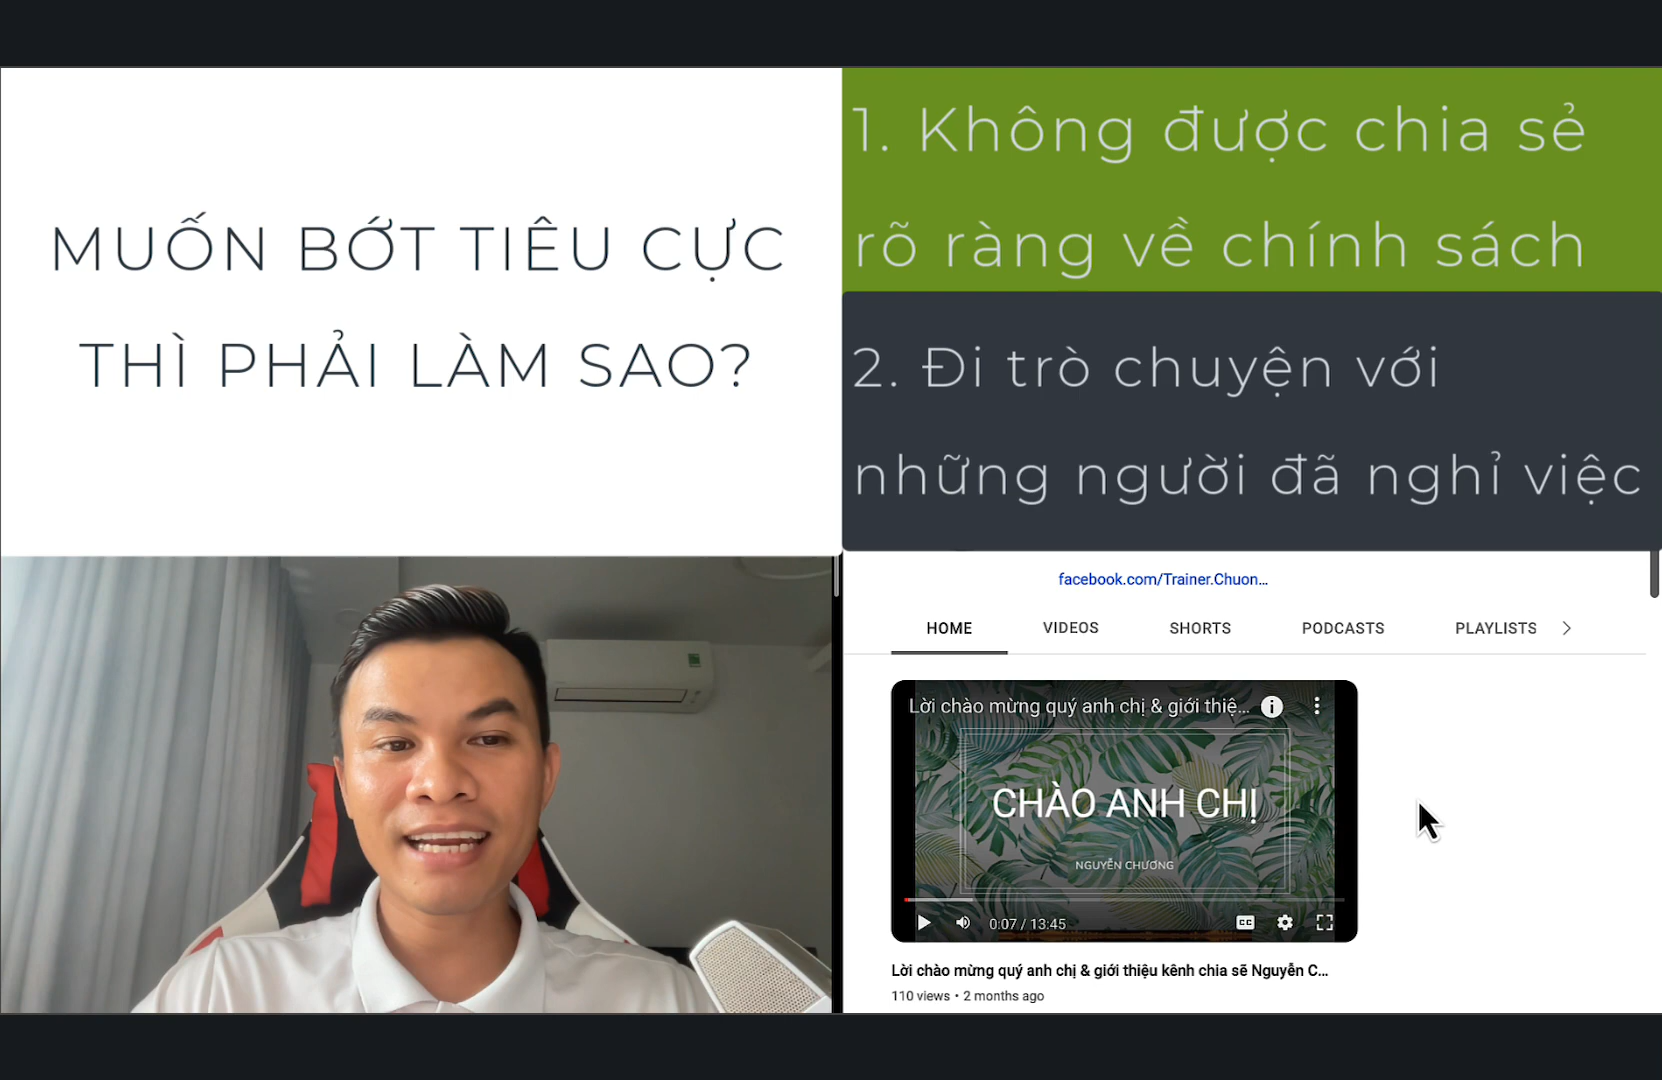 MUỐN BỚT TIÊU CỰC
THÌ PHẢI LÀM SAO?
1. Không được chia sẻ
rõ ràng về chính sách
2. Đi trò chuyện với
những người đã nghỉ việc
facebook.com/Trainer.Chuon...
HOME VIDEOS SHORTS PODCASTS PLAYLISTS
Lời chào mừng quý anh chị & giới thiệ...
CHÀO ANH CHỊ
NGUYỄN CHƯƠNG
0:07 / 13:45
CC
Lời chào mừng quý anh chị & giới thiệu kênh chia sẽ Nguyễn C...
110 views • 2 months ago